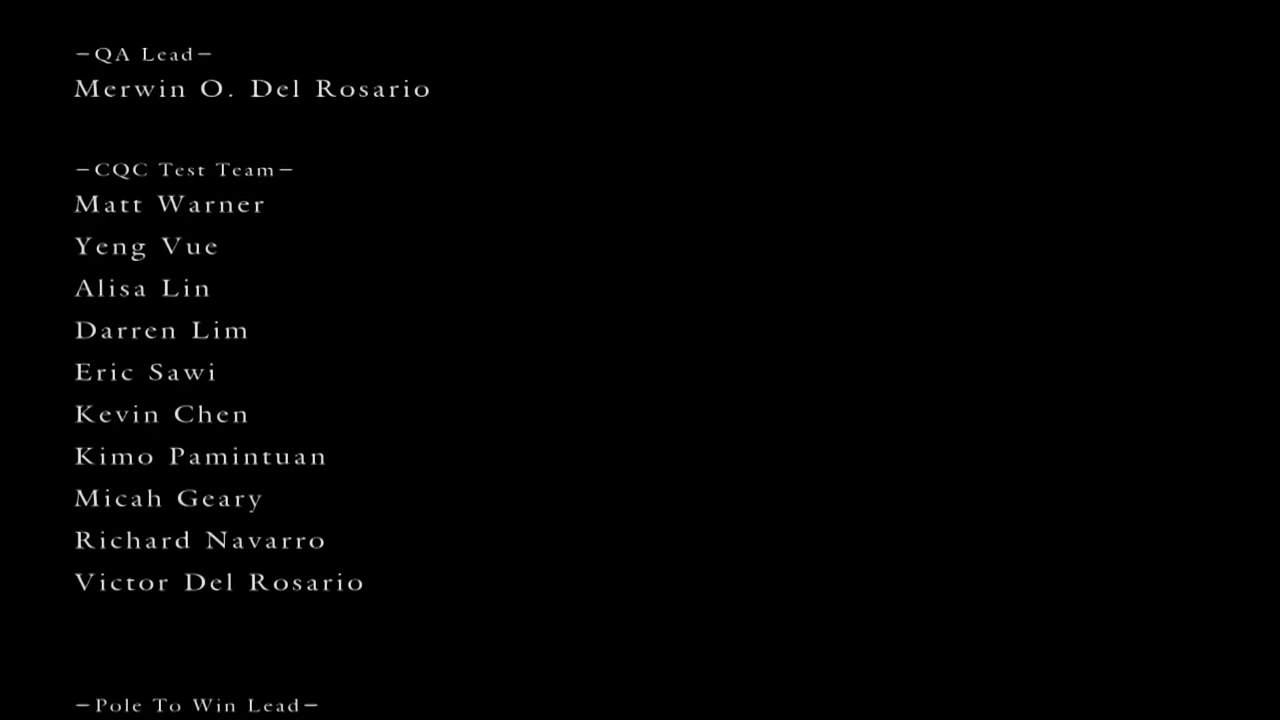 -QA Lead-
Merwin O. Del Rosario
-CQC Test Team-
Matt Warner
Yeng Vue
Alisa Lin
Darren Lim
Eric Sawi
Kevin Chen
Kimo Pamintuan
Micah Geary
Richard Navarro
Victor Del Rosario
-Pole To Win Lead-